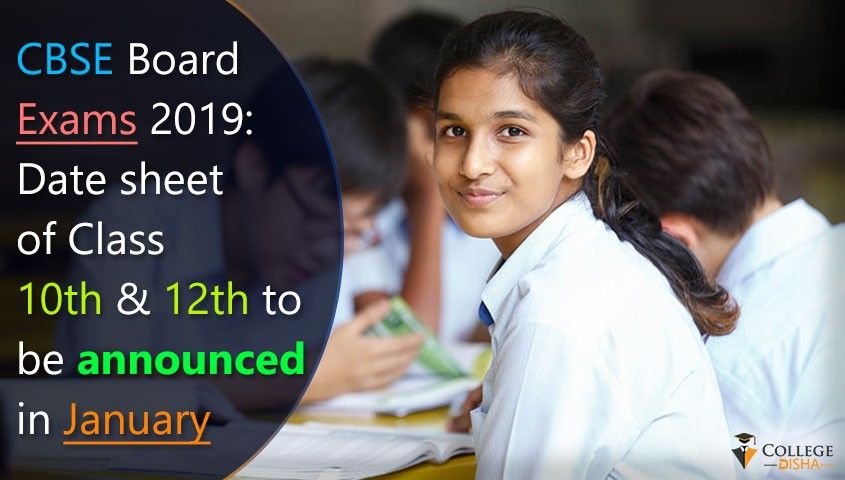 CBSE Board
Exams 2019:
Date sheet
of Class
10th & 12th to
be announced
in January
COLLEGE
DISHA